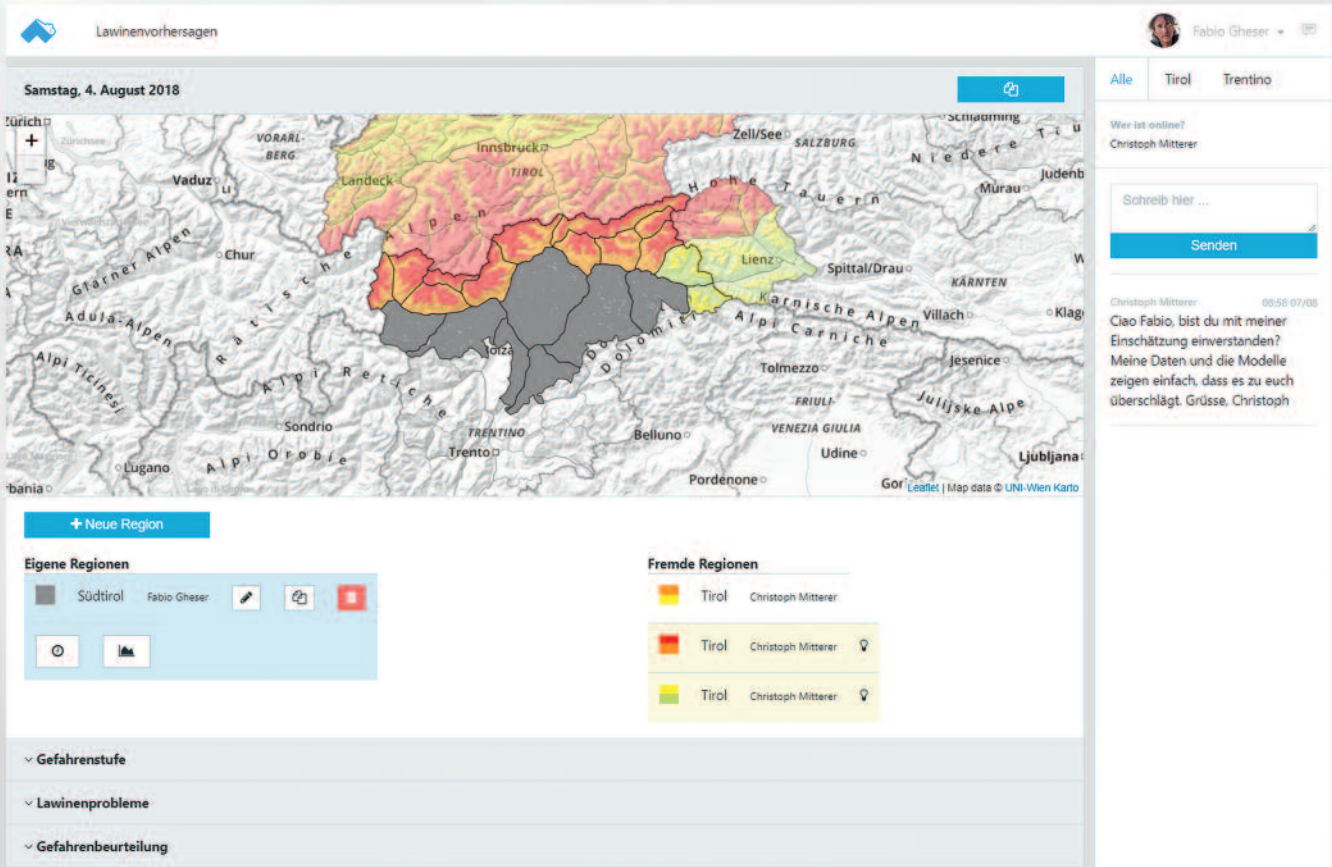 Lawinenvorhersagen
Fabio Gheser
Samstag, 4. August 2018
Alle Tirol Trentino
Wer ist online?
Christoph Mitterer
Schreib hier ...
Senden
Christoph Mitterer 08:58 07/08
Ciao Fabio, bist du mit meiner
Einschätzung einverstanden?
Meine Daten und die Modelle
zeigen einfach, dass es zu euch
überschlägt. Grüsse, Christoph
+
Zürich
Zürichsee
VORARL-
BERG
Innsbruck
TIROL
Zell/See
SALZBURG
Schladming
Niedere
Judenb
Murau
Vaduz
Landeck
Hohe Tauern
Alpen
Chur
Glarner Alpen
Rätische
Lienz
Spittal/Drau
KÄRNTEN
Adula-Alpen
Karnische Alpen
Villach
Klag
Alpi Carniche
Dolomiti
Alpi Ticinesi
Alpi Retiche
Tolmezzo
Jesenice
Julijske Alpe
Sondrio
TRENTINO
Trento
Belluno
FRIULI-
VENEZIA GIULIA
Udine
Ljubljana
Lugano
Alpi Orobie
Pordenone
Gor
rbania
Leaflet | Map data © UNI-Wien Karto
+ Neue Region
Eigene Regionen
Südtirol Fabio Gheser
Fremde Regionen
Tirol Christoph Mitterer
Tirol Christoph Mitterer
Tirol Christoph Mitterer
Gefahrenstufe
Lawinenprobleme
Gefahrenbeurteilung